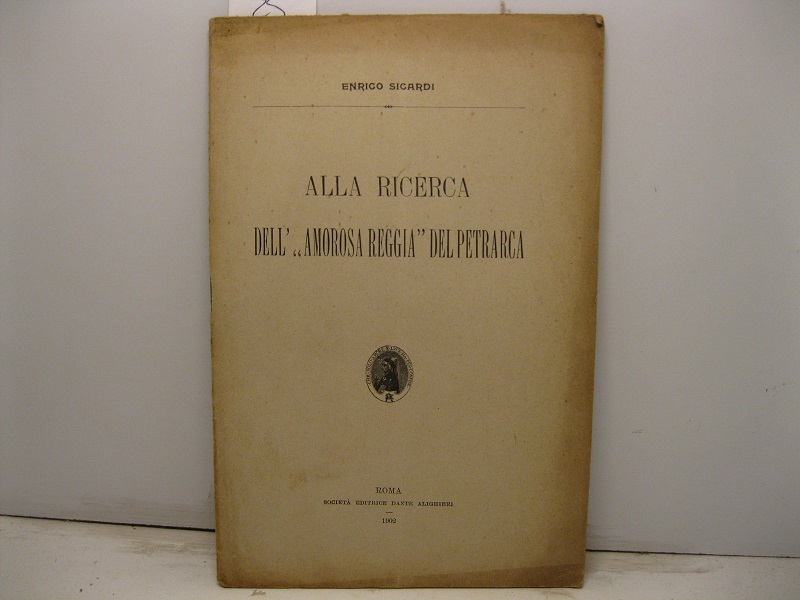 ENRICO SICARDI
ALLA RICERCA
DELL' „AMOROSA REGGIA" DEL PETRARCA
ROMA
SOCIETÀ EDITRICE DANTE ALIGHIERI
1902